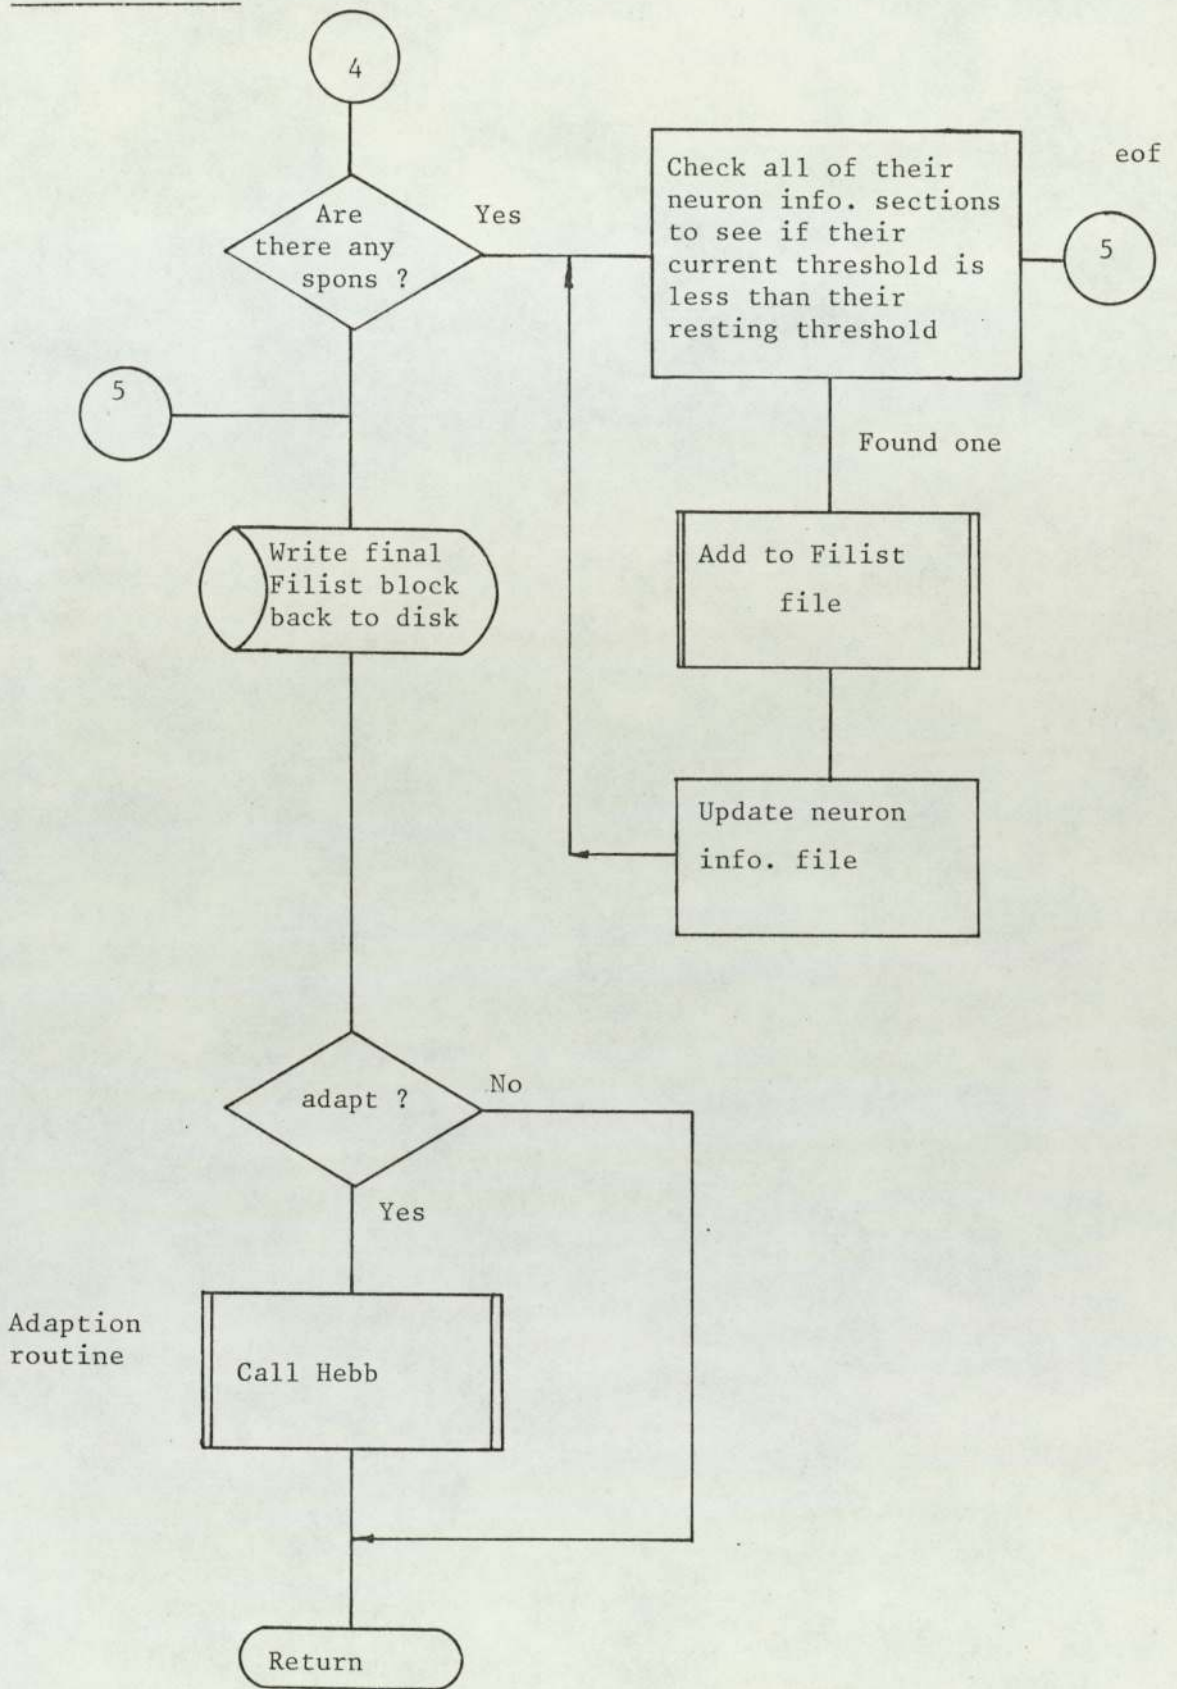 4
Are
there any
spons ?
Yes
Check all of their
neuron info. sections
to see if their
current threshold is
less than their
resting threshold
eof
5
5
Found one
Write final
Filist block
back to disk
Add to Filist
file
Update neuron
info. file
adapt ?
No
Yes
Adaption
routine
Call Hebb
Return